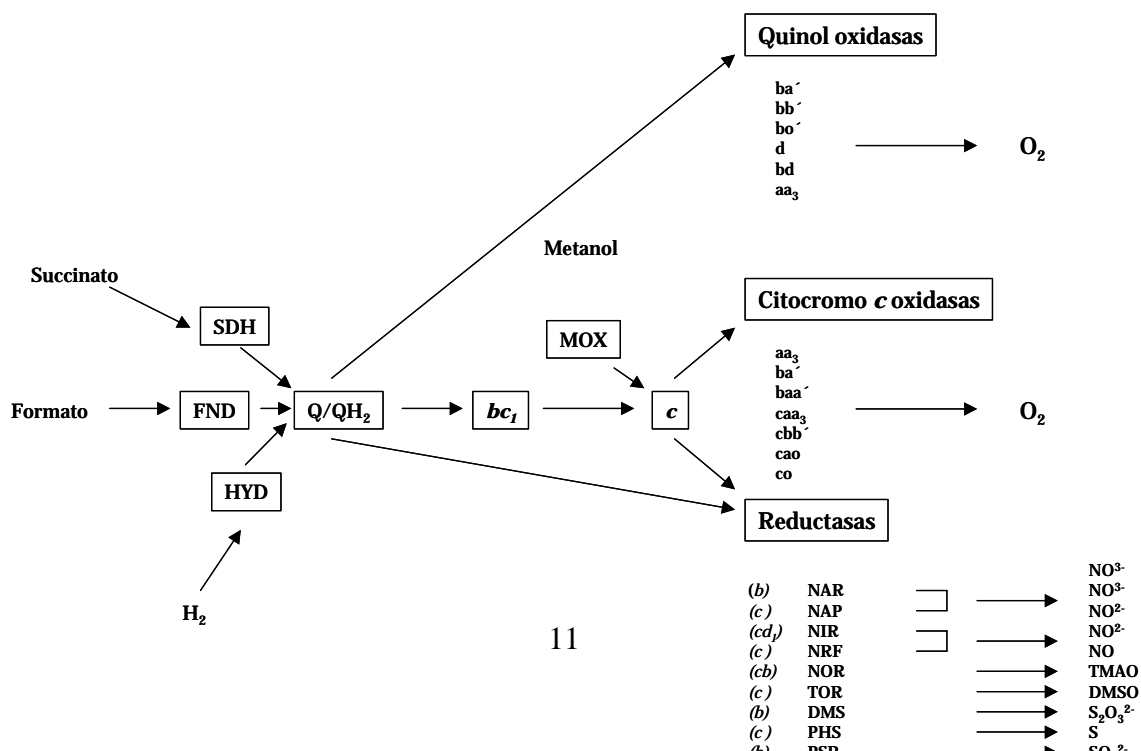 Quinol oxidasas
ba´
bb´
bo´
d
bd
aa₃
O₂
Metanol
Succinato
SDH
MOX
Citocromo c oxidasas
aa₃
ba´
baa´
caa₃
cbb´
cao
co
O₂
Formato
FND
Q/QH₂
bc₁
c
HYD
Reductasas
H₂
11
NO³⁻
(b) NAR NO³⁻
(c) NAP NO²⁻
(cd₁) NIR NO²⁻
(c) NRF NO
(cb) NOR TMAO
(c) TOR DMSO
(b) DMS S₂O₃²⁻
(c) PHS S